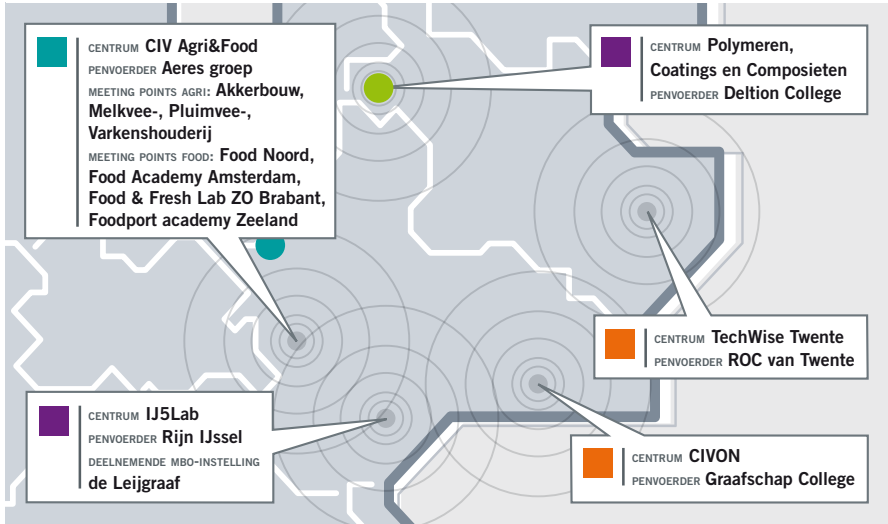 CENTRUM CIV Agri&Food
PENVOERDER Aeres groep
MEETING POINTS AGRI: Akkerbouw,
Melkvee-, Pluimvee-,
Varkenshouderij
MEETING POINTS FOOD: Food Noord,
Food Academy Amsterdam,
Food & Fresh Lab ZO Brabant,
Foodport academy Zeeland
CENTRUM Polymeren,
Coatings en Composieten
PENVOERDER Deltion College
CENTRUM TechWise Twente
PENVOERDER ROC van Twente
CENTRUM IJ5Lab
PENVOERDER Rijn IJssel
DEELNEMENDE MBO-INSTELLING
de Leijgraaf
CENTRUM CIVON
PENVOERDER Graafschap College